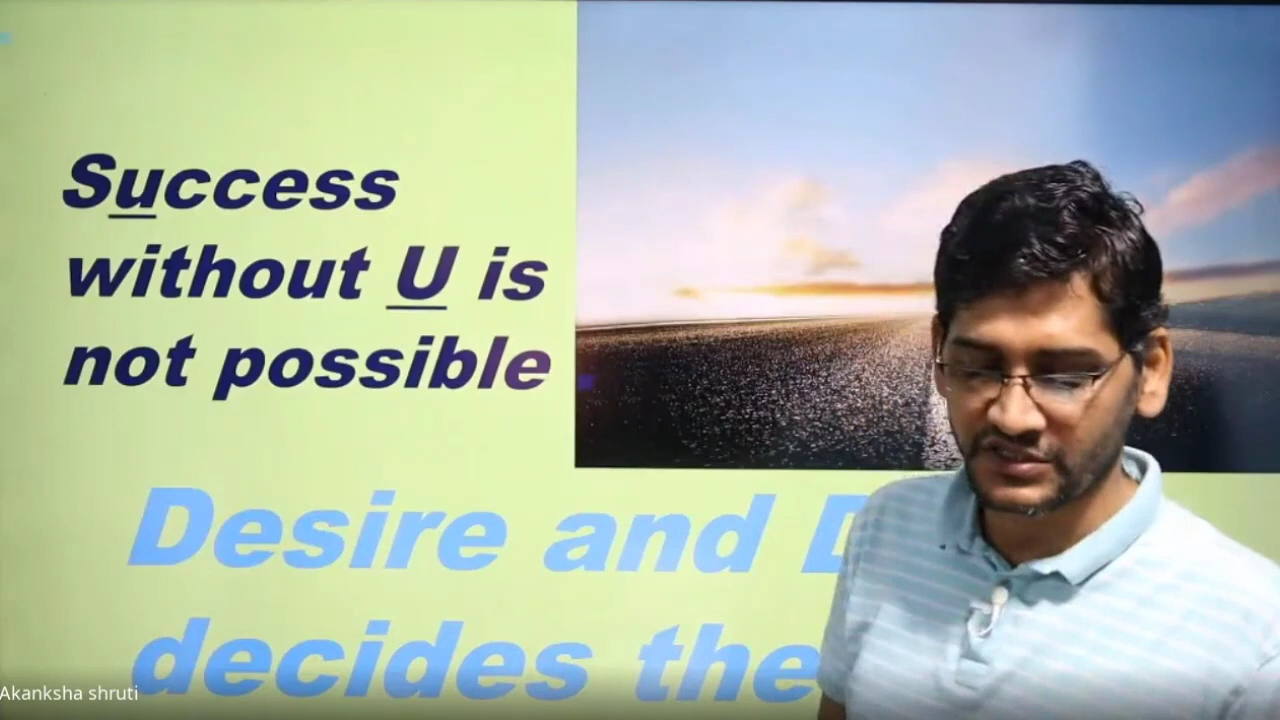 Success
without U is
not possible
Desire and D
decides the
Akanksha shruti